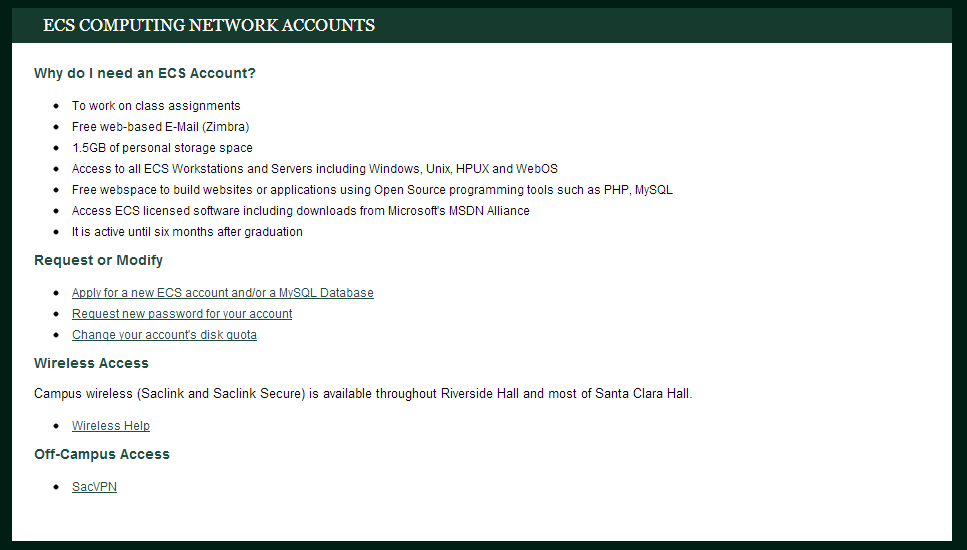 ECS COMPUTING NETWORK ACCOUNTS
Why do I need an ECS Account?
To work on class assignments
Free web-based E-Mail (Zimbra)
1.5GB of personal storage space
Access to all ECS Workstations and Servers including Windows, Unix, HPUX and WebOS
Free webspace to build websites or applications using Open Source programming tools such as PHP, MySQL
Access ECS licensed software including downloads from Microsoft's MSDN Alliance
It is active until six months after graduation
Request or Modify
Apply for a new ECS account and/or a MySQL Database
Request new password for your account
Change your account's disk quota
Wireless Access
Campus wireless (Saclink and Saclink Secure) is available throughout Riverside Hall and most of Santa Clara Hall.
Wireless Help
Off-Campus Access
SacVPN